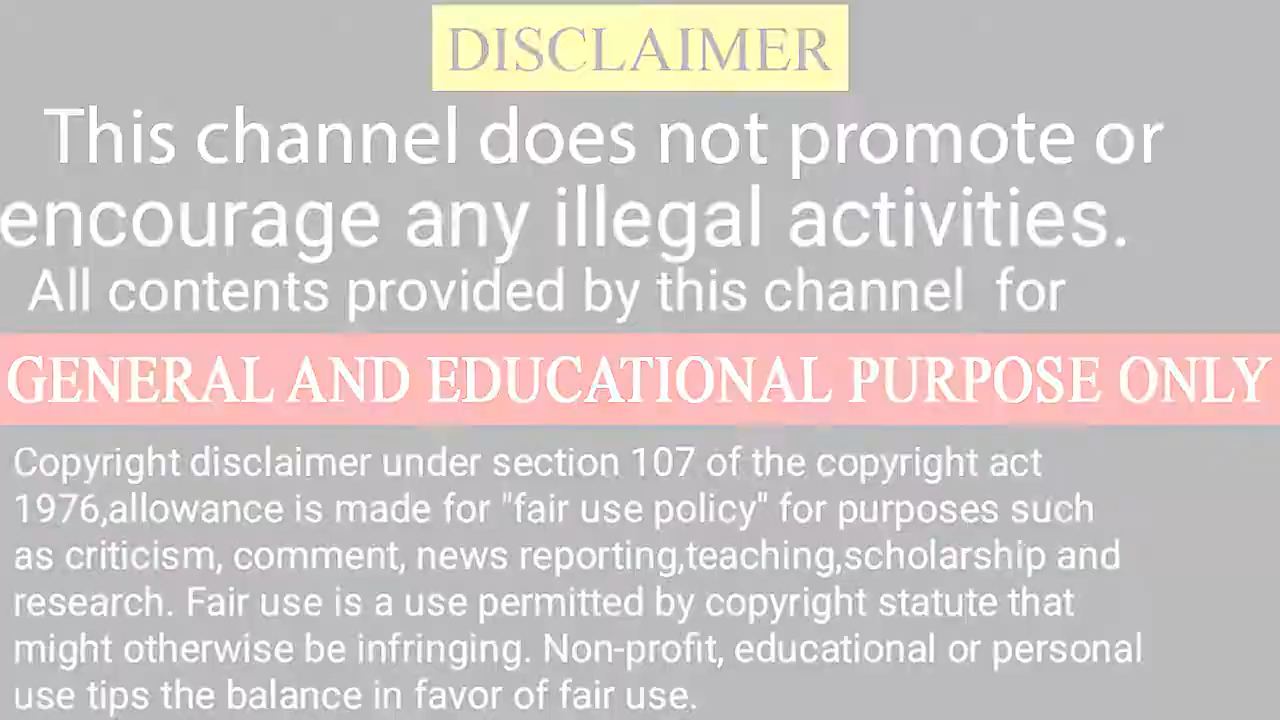 DISCLAIMER
This channel does not promote or
encourage any illegal activities.
All contents provided by this channel for
GENERAL AND EDUCATIONAL PURPOSE ONLY
Copyright disclaimer under section 107 of the copyright act
1976,allowance is made for "fair use policy" for purposes such
as criticism, comment, news reporting,teaching,scholarship and
research. Fair use is a use permitted by copyright statute that
might otherwise be infringing. Non-profit, educational or personal
use tips the balance in favor of fair use.